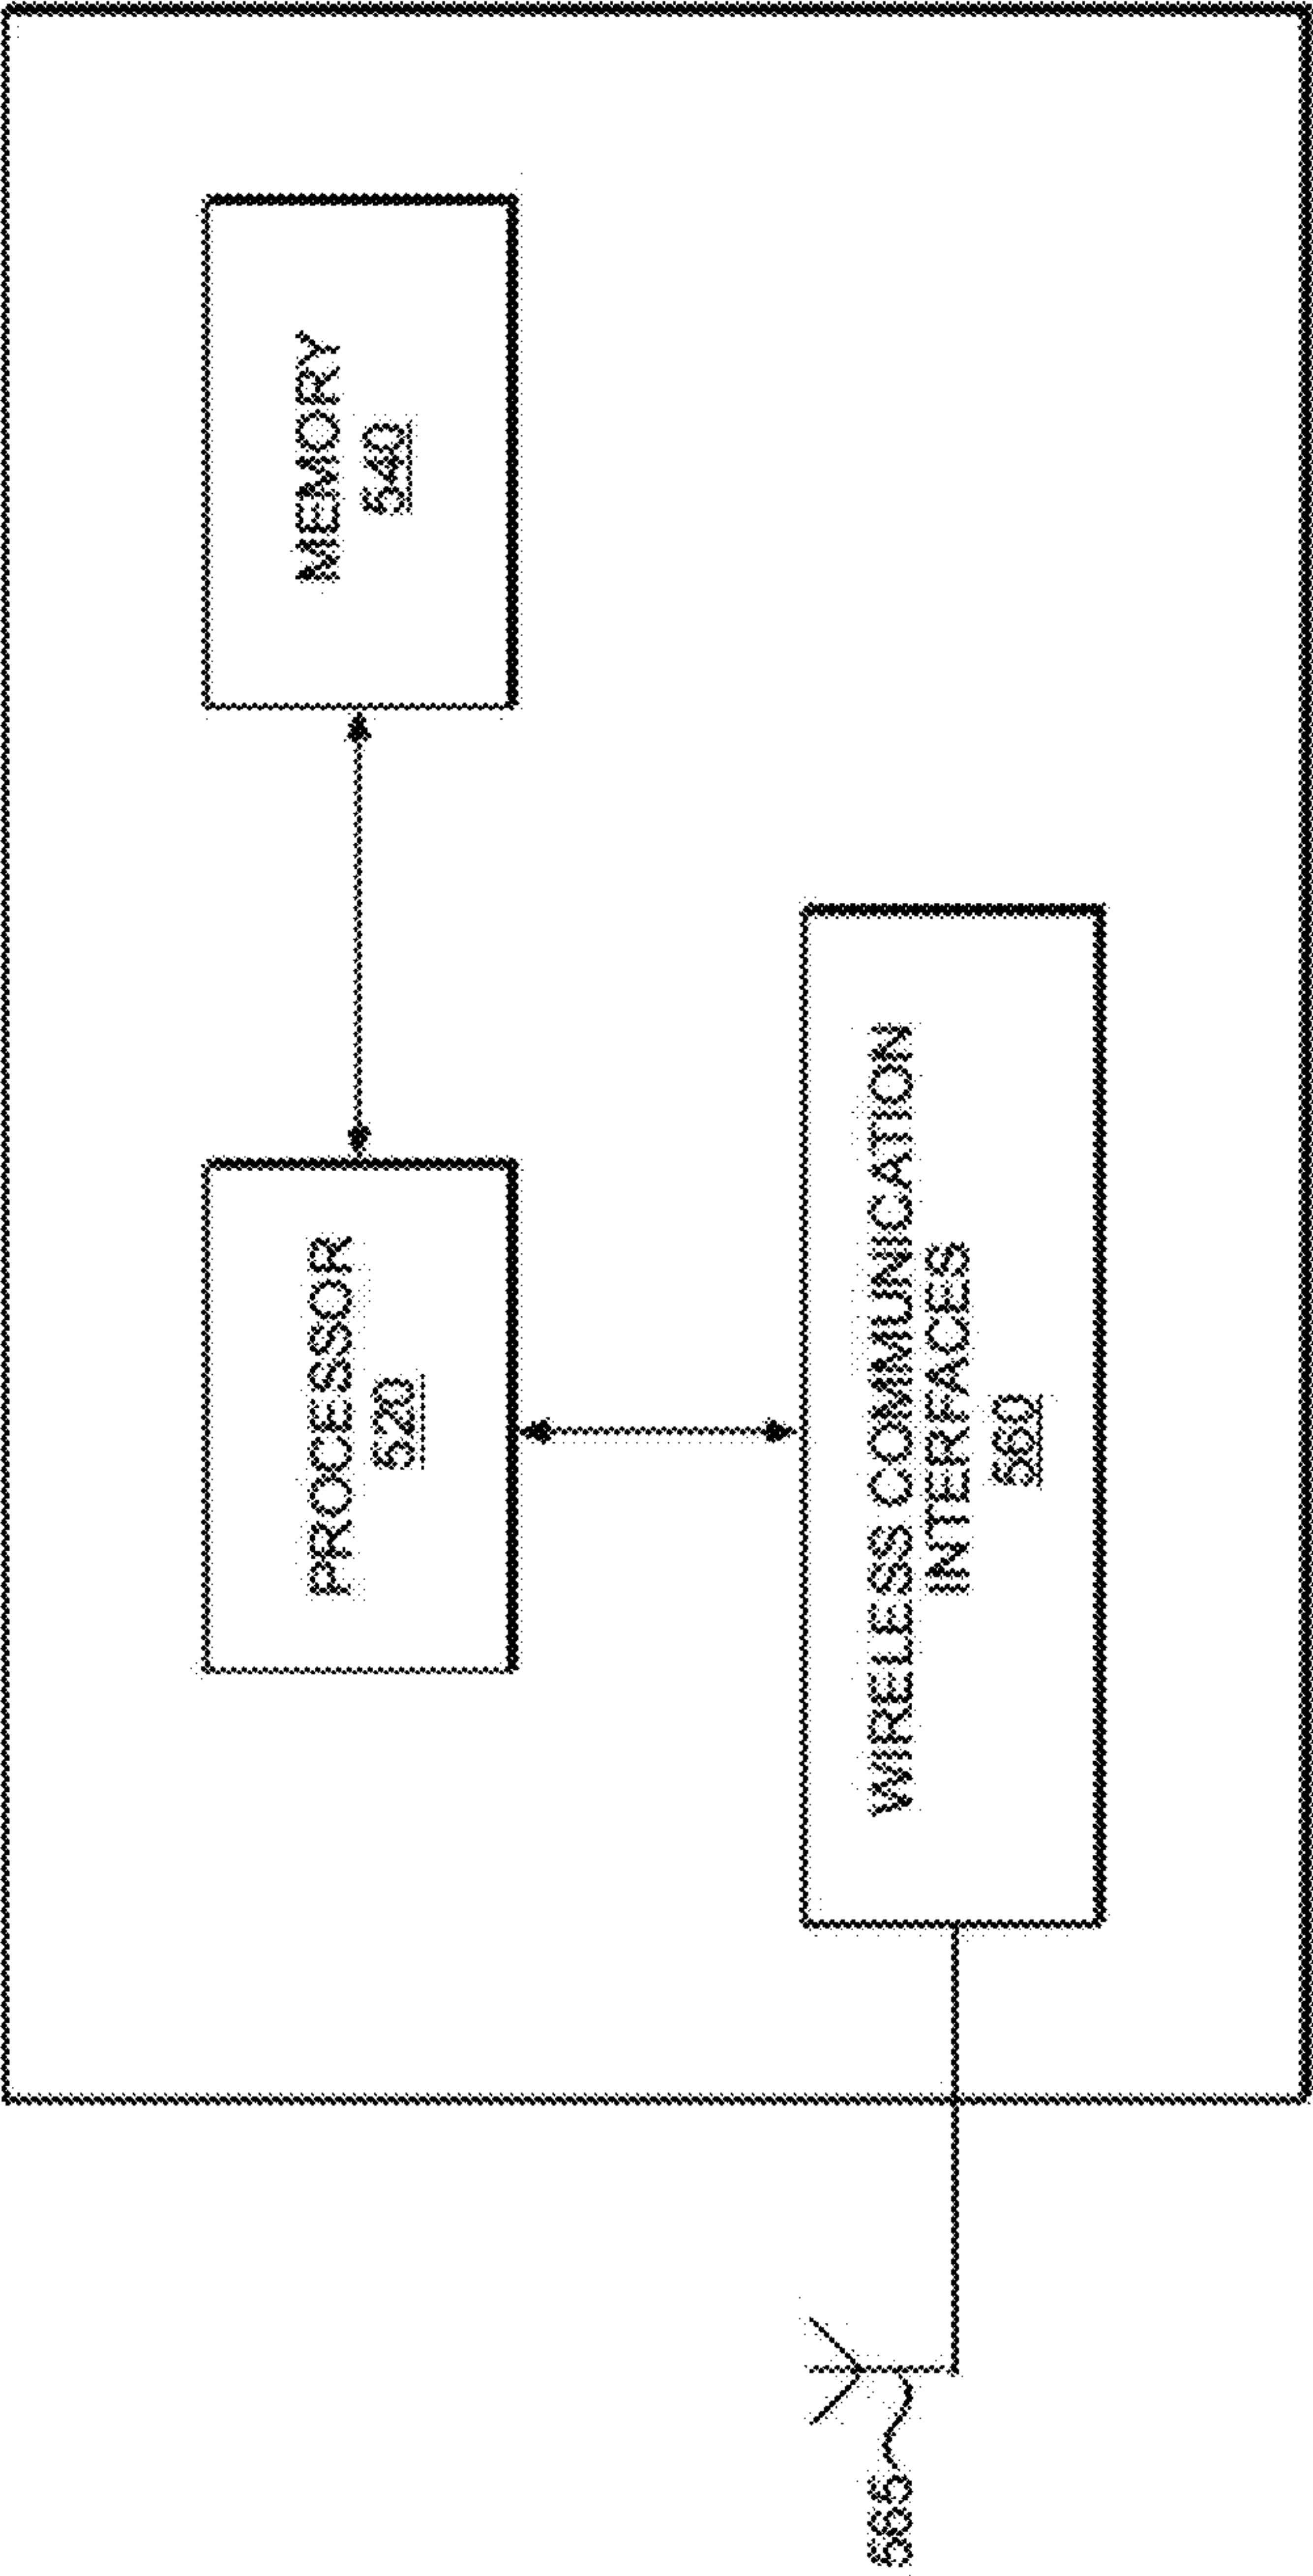 PROCESSOR
520
MEMORY
540
WIRELESS COMMUNICATION
INTERFACES
560
565